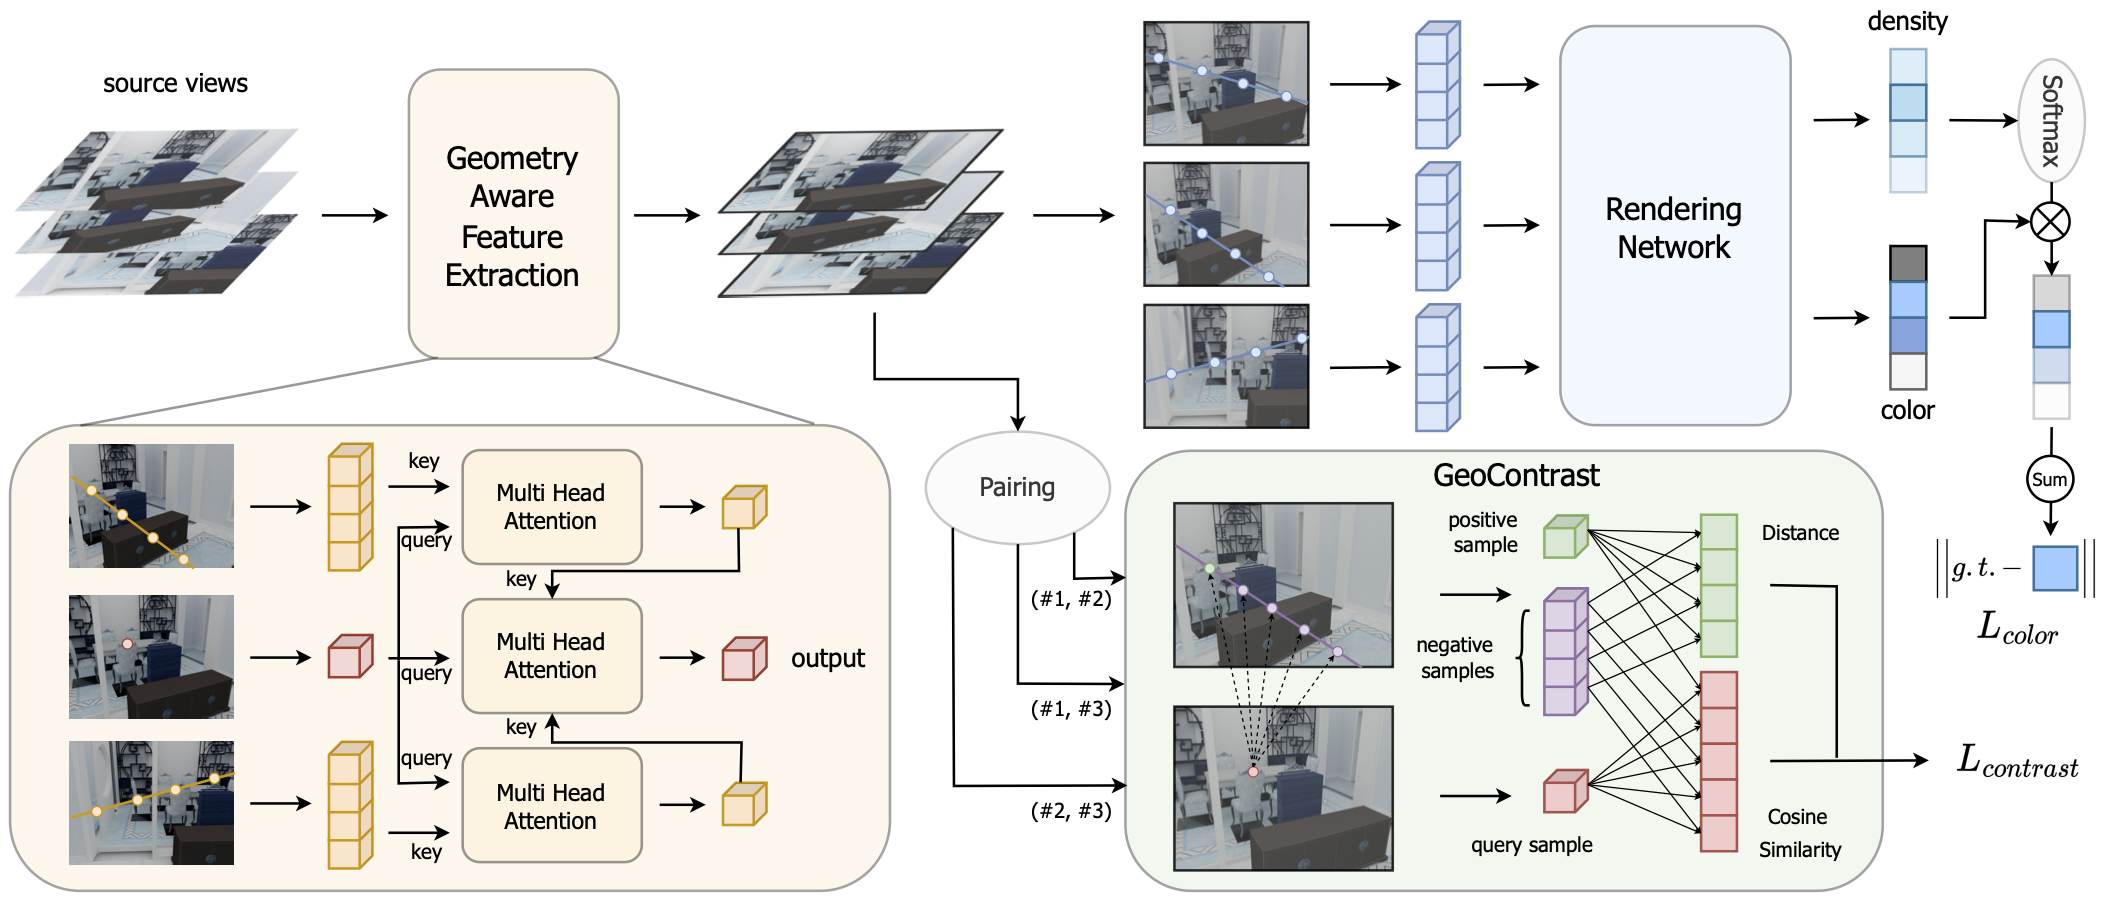 source views
Geometry
Aware
Feature
Extraction
Rendering
Network
density
Softmax
color
Sum
||g.t.- ||
L_{color}
key
query
Multi Head
Attention
key
query
Multi Head
Attention
output
key
query
Multi Head
Attention
key
Pairing
(#1, #2)
(#1, #3)
(#2, #3)
GeoContrast
positive
sample
negative
samples
query sample
Distance
Cosine
Similarity
L_{contrast}